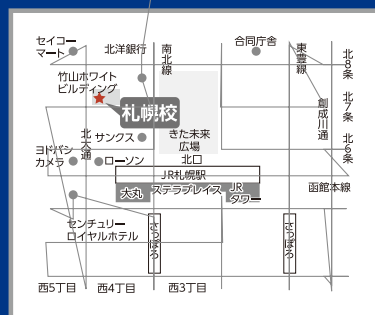 セイコー
マート
北洋銀行
南北線
合同庁舎
東豊線
北8条
竹山ホワイト
ビルディング
札幌校
北7条
創成川通
北大通
サンクス
きた未来
広場
北6条
ヨドバシ
カメラ
ローソン
北口
JR札幌駅
大丸
ステラプレイス
JR
タワー
函館本線
センチュリー
ロイヤルホテル
さっぽろ
さっぽろ
西5丁目
西4丁目
西3丁目